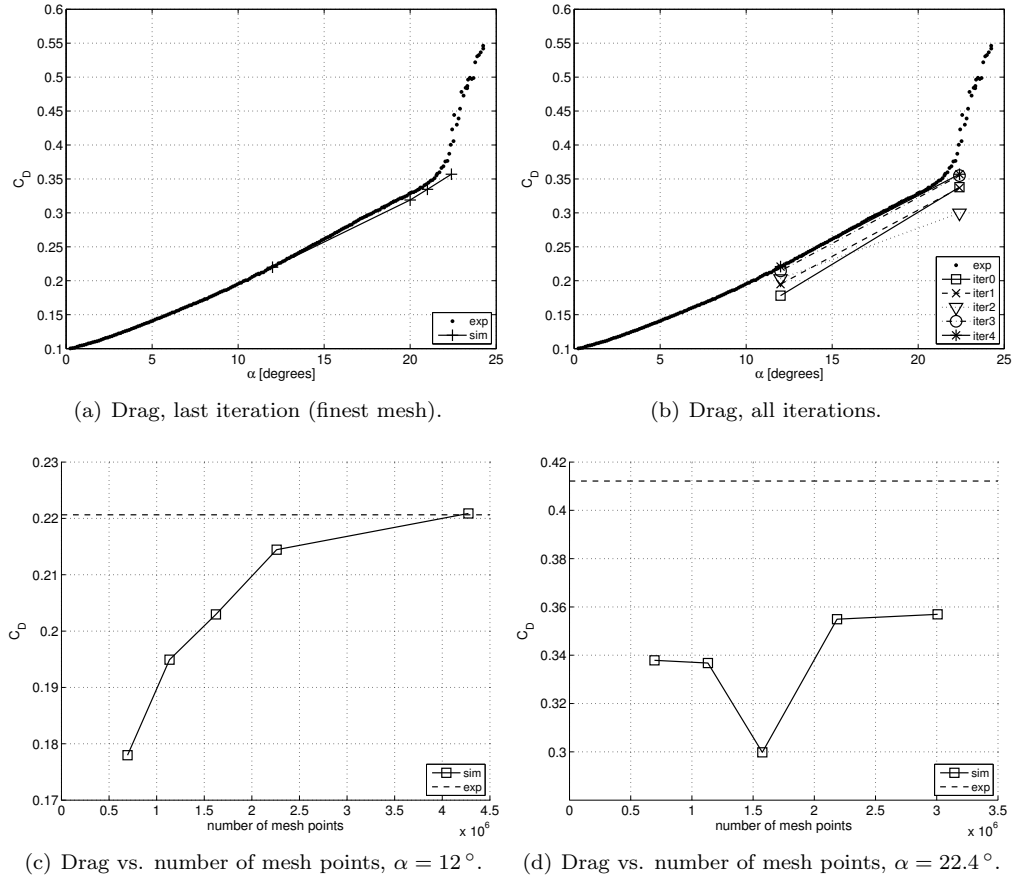 C_D
0.6
0.55
0.5
0.45
0.4
0.35
0.3
0.25
0.2
0.15
0.1
0 5 10 15 20 25
α [degrees]
exp
sim
(a) Drag, last iteration (finest mesh).
C_D
0.6
0.55
0.5
0.45
0.4
0.35
0.3
0.25
0.2
0.15
0.1
0 5 10 15 20 25
α [degrees]
exp
iter0
iter1
iter2
iter3
iter4
(b) Drag, all iterations.
C_D
0.23
0.22
0.21
0.2
0.19
0.18
0.17
0 0.5 1 1.5 2 2.5 3 3.5 4 4.5
number of mesh points
x 10^6
sim
exp
(c) Drag vs. number of mesh points, α = 12°.
C_D
0.42
0.4
0.38
0.36
0.34
0.32
0.3
0 0.5 1 1.5 2 2.5 3 3.5
number of mesh points
x 10^6
sim
exp
(d) Drag vs. number of mesh points, α = 22.4°.